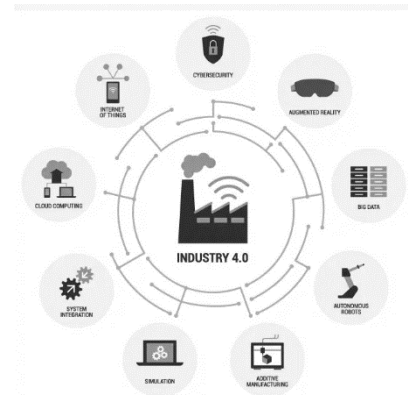 CYBERSECURITY
AUGMENTED REALITY
BIG DATA
AUTONOMOUS
ROBOTS
ADDITIVE
MANUFACTURING
SIMULATION
SYSTEM
INTEGRATION
CLOUD COMPUTING
INTERNET
OF THINGS
INDUSTRY 4.0